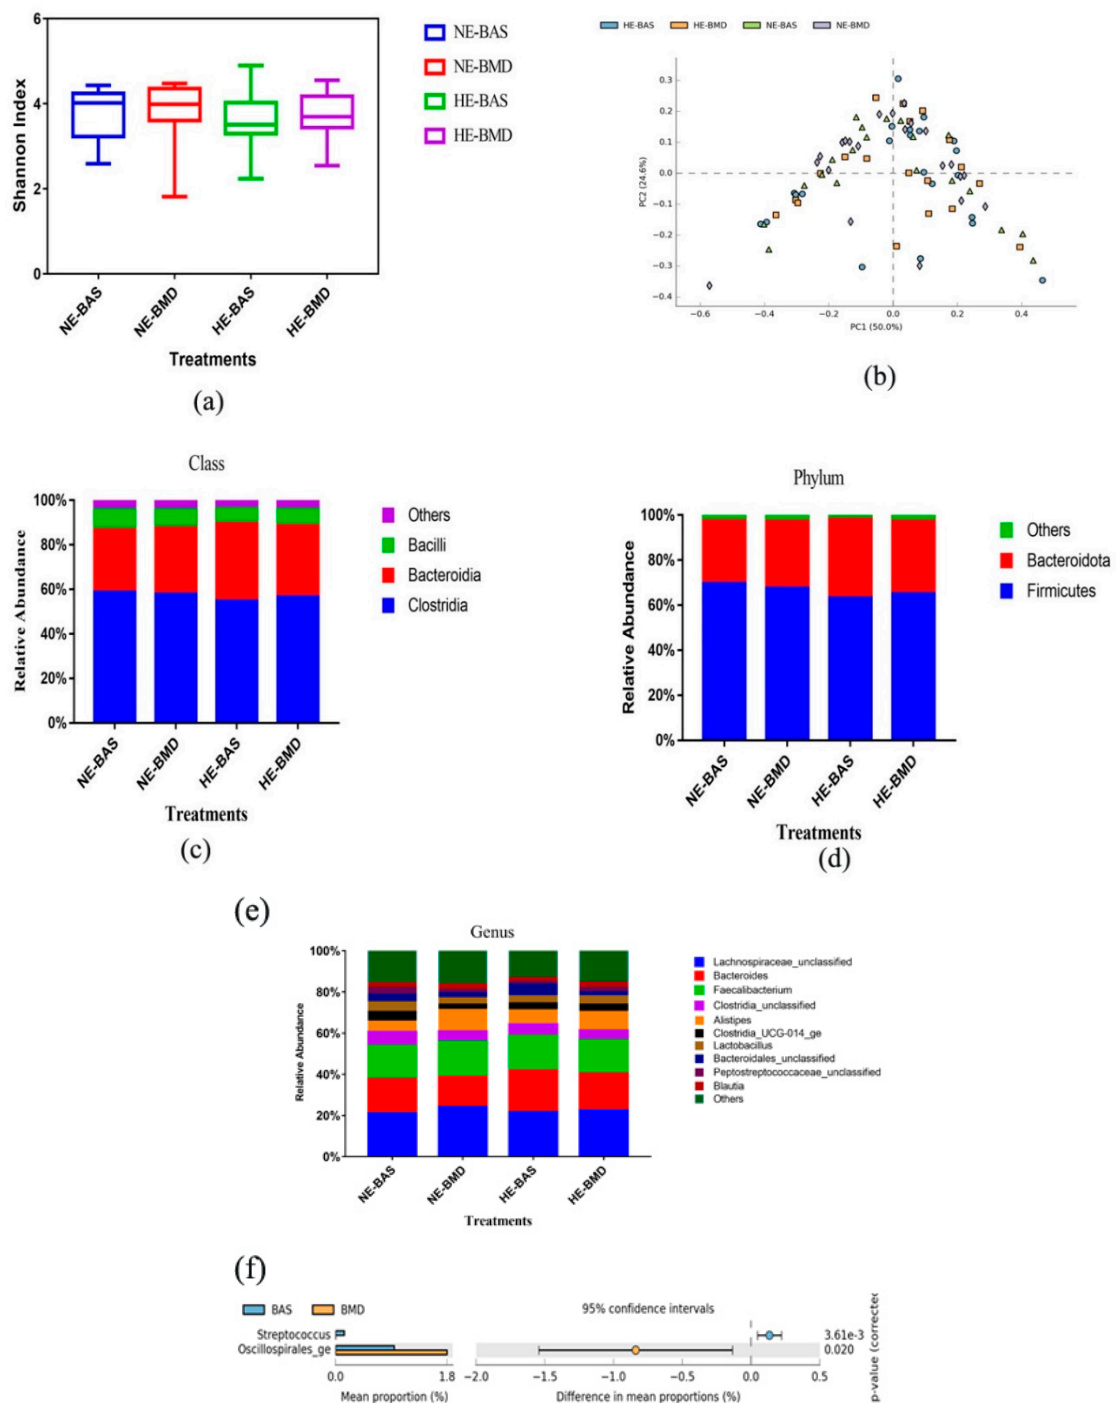 6
4
2
0
Shannon Index
NE-BAS
NE-BMD
HE-BAS
HE-BMD
Treatments
NE-BAS
NE-BMD
HE-BAS
HE-BMD
(a)
HE-BAS HE-BMD NE-BAS NE-BMD
0.3
0.2
0.1
0.0
−0.1
−0.2
−0.3
−0.4
PC2 (24.6%)
−0.6 −0.4 −0.2 0.0 0.2 0.4
PC1 (50.0%)
(b)
Class
100%
80%
60%
40%
20%
0%
Relative Abundance
Others
Bacilli
Bacteroidia
Clostridia
NE-BAS
NE-BMD
HE-BAS
HE-BMD
Treatments
(c)
Phylum
100%
80%
60%
40%
20%
0%
Relative Abundance
Others
Bacteroidota
Firmicutes
NE-BAS
NE-BMD
HE-BAS
HE-BMD
Treatments
(d)
(e)
Genus
100%
80%
60%
40%
20%
0%
Relative Abundance
Lachnospiraceae_unclassified
Bacteroides
Faecalibacterium
Clostridia_unclassified
Alistipes
Clostridia_UCG-014_ge
Lactobacillus
Bacteroidales_unclassified
Peptostreptococcaceae_unclassified
Blautia
Others
NE-BAS
NE-BMD
HE-BAS
HE-BMD
Treatments
(f)
BAS BMD
95% confidence intervals
Streptococcus
Oscillospirales_ge
3.61e-3
0.020
p-value (corrected
0.0 1.8
Mean proportion (%)
−2.0 −1.5 −1.0 −0.5 0.0 0.5
Difference in mean proportions (%)